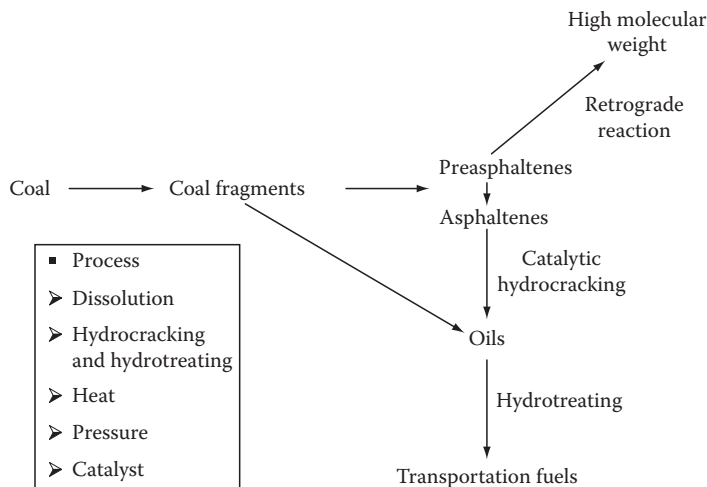 High molecular
weight
Retrograde
reaction
Preasphaltenes
Coal
Coal fragments
Asphaltenes
Catalytic
hydrocracking
Oils
Hydrotreating
Transportation fuels
▪ Process
➢ Dissolution
➢ Hydrocracking
and hydrotreating
➢ Heat
➢ Pressure
➢ Catalyst